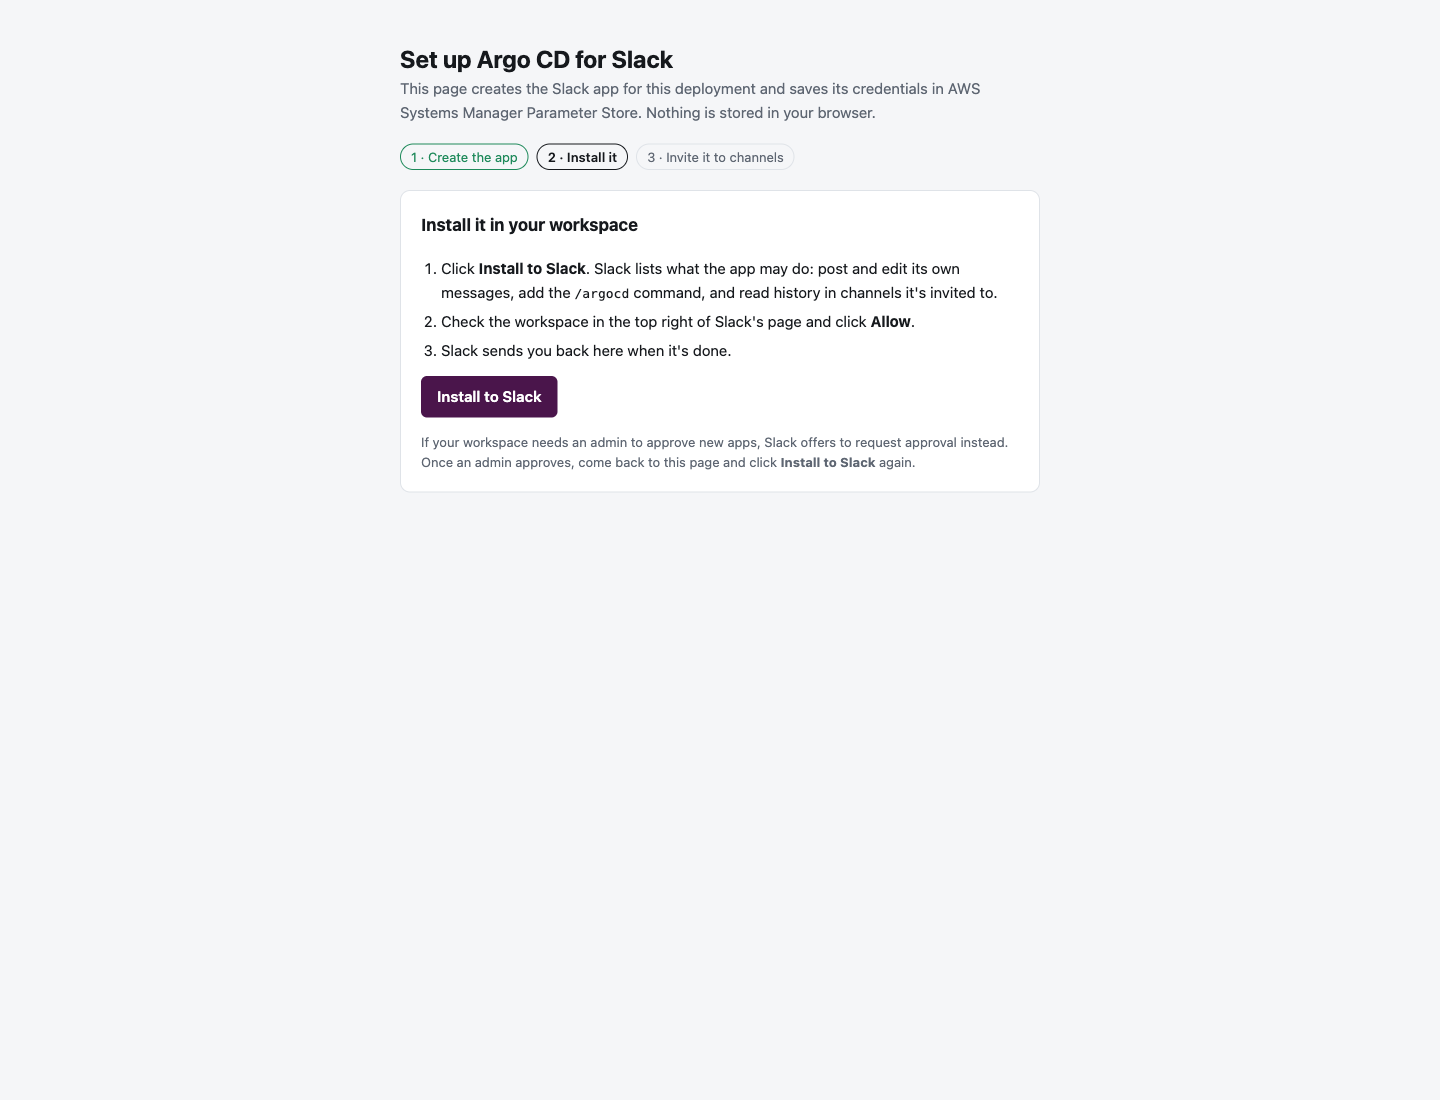 Set up Argo CD for Slack
This page creates the Slack app for this deployment and saves its credentials in AWS
Systems Manager Parameter Store. Nothing is stored in your browser.
1 · Create the app
2 · Install it
3 · Invite it to channels
Install it in your workspace
1. Click Install to Slack. Slack lists what the app may do: post and edit its own
messages, add the /argocd command, and read history in channels it's invited to.
2. Check the workspace in the top right of Slack's page and click Allow.
3. Slack sends you back here when it's done.
Install to Slack
If your workspace needs an admin to approve new apps, Slack offers to request approval instead.
Once an admin approves, come back to this page and click Install to Slack again.